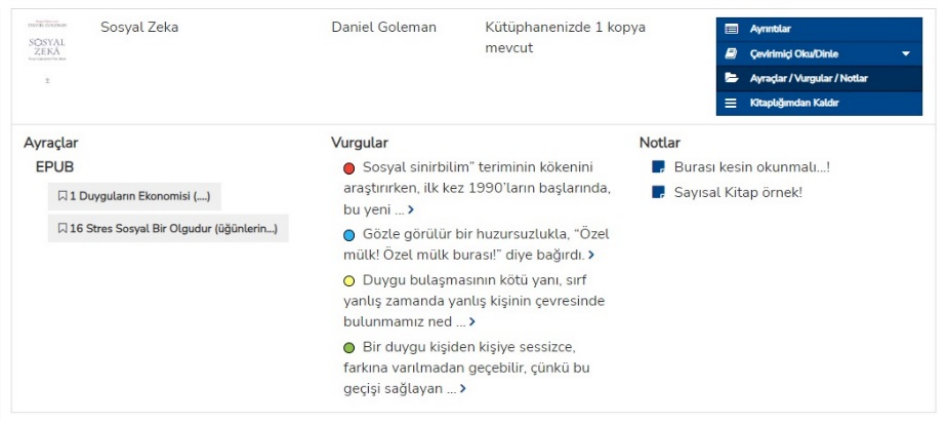 SOSYAL
ZEKÂ
Sosyal Zeka
Daniel Goleman
Kütüphanenizde 1 kopya
mevcut
Ayrıntılar
Çevirimiçi Oku/Dinle
Ayraçlar / Vurgular / Notlar
Kitaplığımdan Kaldır
Ayraçlar
EPUB
1 Duyguların Ekonomisi (....)
16 Stres Sosyal Bir Olgudur (üğünlerin...)
Vurgular
Sosyal sinirbilim” teriminin kökenini
araştırırken, ilk kez 1990’ların başlarında,
bu yeni ... >
Gözle görülür bir huzursuzlukla, “Özel
mülk! Özel mülk burası!” diye bağırdı. >
Duygu bulaşmasının kötü yanı, sırf
yanlış zamanda yanlış kişinin çevresinde
bulunmamız ned ... >
Bir duygu kişiden kişiye sessizce,
farkına varılmadan geçebilir, çünkü bu
geçişi sağlayan ... >
Notlar
Burası kesin okunmalı...!
Sayısal Kitap örnek!